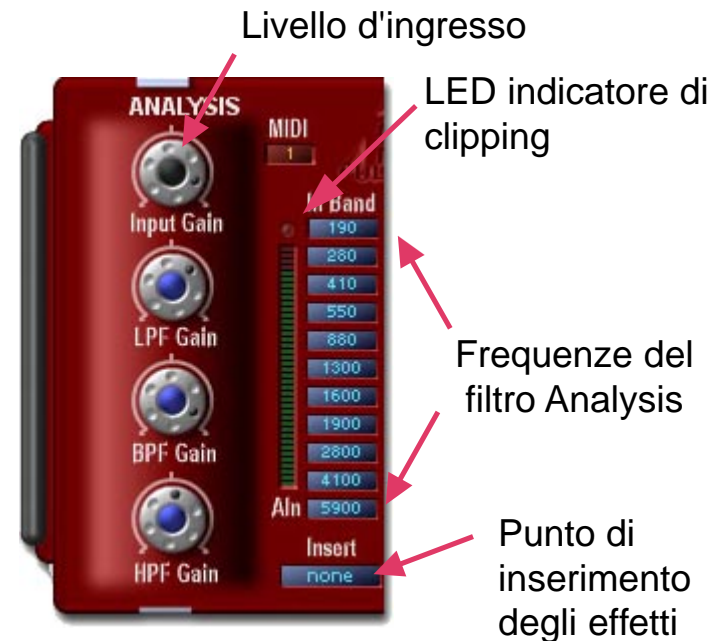 Livello d'ingresso
LED indicatore di
clipping
ANALYSIS
MIDI
1
Input Gain
In Band
190
280
410
550
880
1300
1600
1900
2800
4100
5900
LPF Gain
BPF Gain
AIn
HPF Gain
Insert
none
Frequenze del
filtro Analysis
Punto di
inserimento
degli effetti